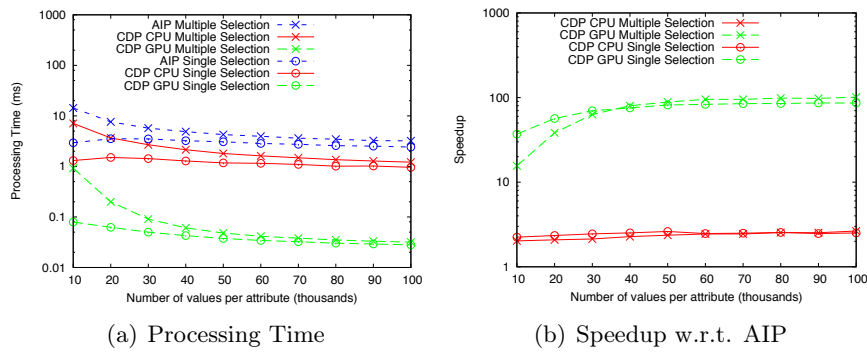 1000
100
10
1
0.1
0.01
Processing Time (ms)
AIP Multiple Selection
CDP CPU Multiple Selection
CDP GPU Multiple Selection
AIP Single Selection
CDP CPU Single Selection
CDP GPU Single Selection
10 20 30 40 50 60 70 80 90 100
Number of values per attribute (thousands)
(a) Processing Time
100
10
1
Speedup
CDP CPU Multiple Selection
CDP GPU Multiple Selection
CDP CPU Single Selection
CDP GPU Single Selection
10 20 30 40 50 60 70 80 90 100
Number of values per attribute (thousands)
(b) Speedup w.r.t. AIP